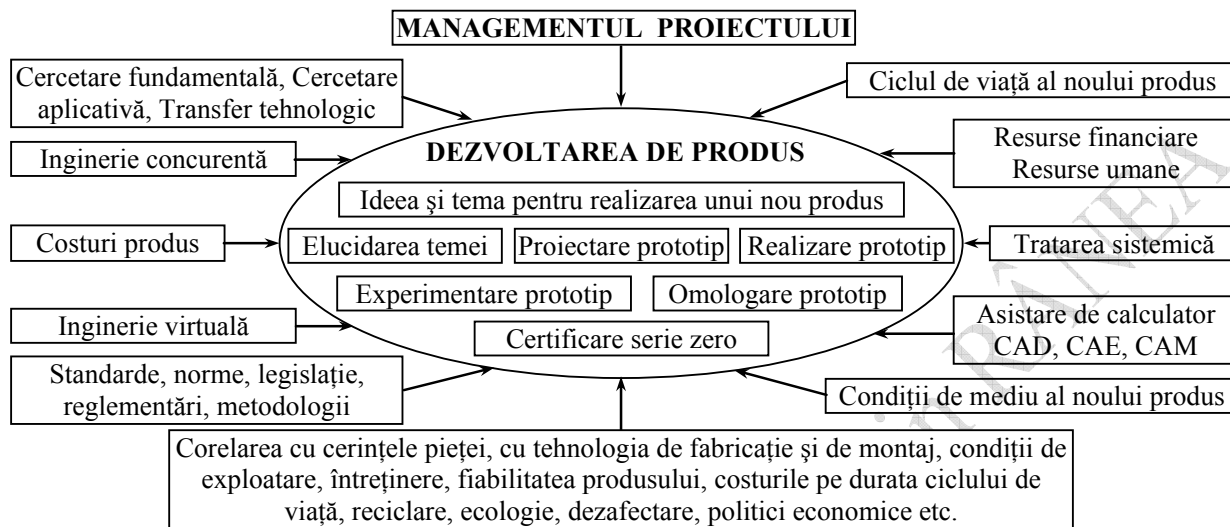 MANAGEMENTUL PROIECTULUI
Cercetare fundamentală, Cercetare
aplicativă, Transfer tehnologic
Ciclul de viață al noului produs
Inginerie concurentă
DEZVOLTAREA DE PRODUS
Resurse financiare
Resurse umane
Ideea şi tema pentru realizarea unui nou produs
Costuri produs
Elucidarea temei
Proiectare prototip
Realizare prototip
Tratarea sistemică
Experimentare prototip
Omologare prototip
Inginerie virtuală
Certificare serie zero
Asistare de calculator
CAD, CAE, CAM
Standarde, norme, legislație,
reglementări, metodologii
Condiții de mediu al noului produs
Corelarea cu cerințele pieței, cu tehnologia de fabricație şi de montaj, condiții de
exploatare, întreținere, fiabilitatea produsului, costurile pe durata ciclului de
viață, reciclare, ecologie, dezafectare, politici economice etc.
in RÂNEA